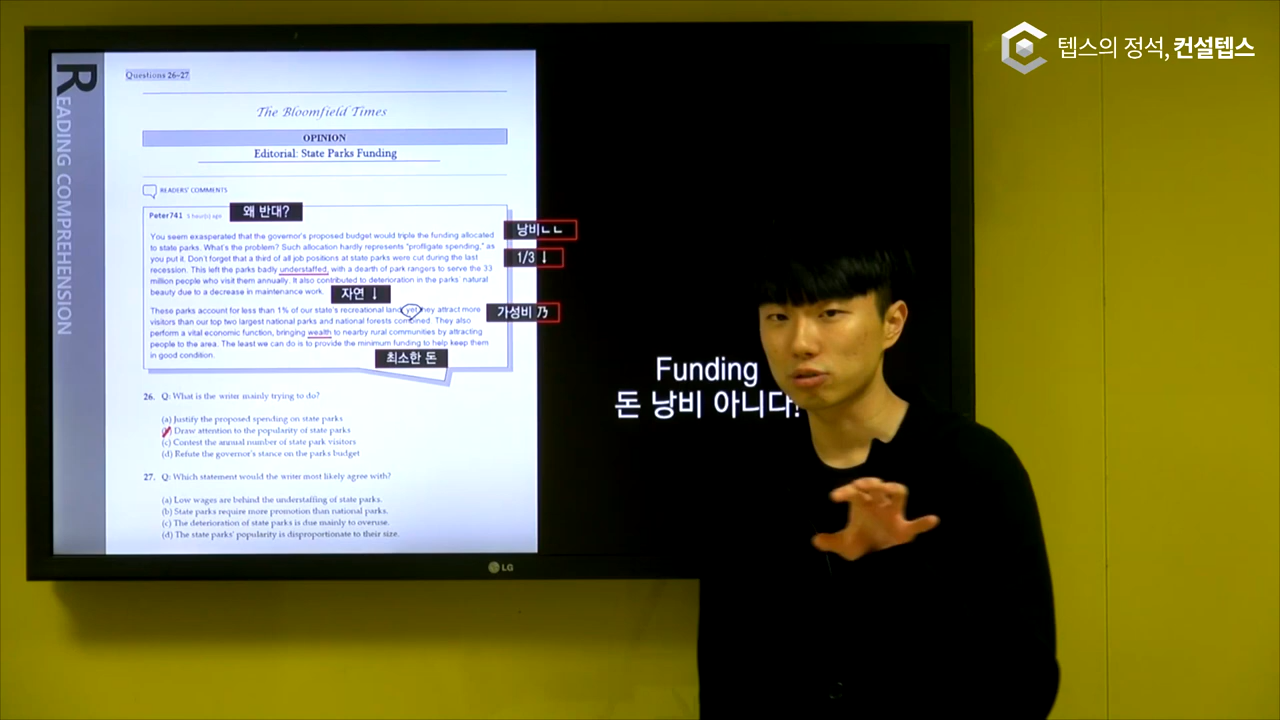 텝스의 정석, 컨설텝스
READING COMPREHENSION
Questions 26-27
The Bloomfield Times
OPINION
Editorial: State Parks Funding
READERS' COMMENTS
Peter741 5 hour(s) ago
왜 반대?
You seem exasperated that the governor's proposed budget would triple the funding allocated
낭비ㄴㄴ
to state parks. What's the problem? Such allocation hardly represents "profligate spending," as
you put it. Don't forget that a third of all job positions at state parks were cut during the last
1/3 ↓
recession. This left the parks badly understaffed, with a dearth of park rangers to serve the 33
million people who visit them annually. It also contributed to deterioration in the parks' natural
beauty due to a decrease in maintenance work.
자연 ↓
These parks account for less than 1% of our state's recreational land, yet they attract more
가성비 乃
visitors than our top two largest national parks and national forests combined. They also
perform a vital economic function, bringing wealth to nearby rural communities by attracting
people to the area. The least we can do is to provide the minimum funding to help keep them
in good condition.
최소한 돈
26. Q: What is the writer mainly trying to do?
(a) Justify the proposed spending on state parks
(b) Draw attention to the popularity of state parks
(c) Contest the annual number of state park visitors
(d) Refute the governor's stance on the parks budget
27. Q: Which statement would the writer most likely agree with?
(a) Low wages are behind the understaffing of state parks.
(b) State parks require more promotion than national parks.
(c) The deterioration of state parks is due mainly to overuse.
(d) The state parks' popularity is disproportionate to their size.
Funding
돈 낭비 아니다!
LG